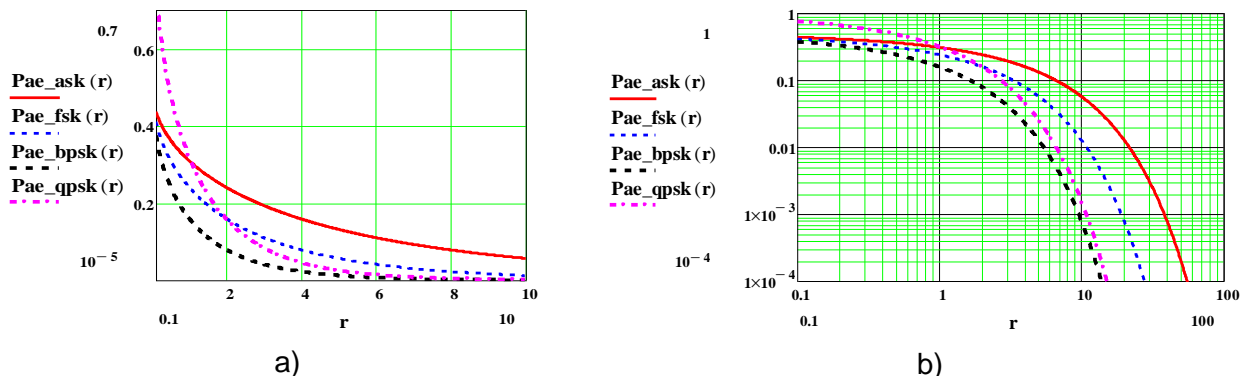 0.7
0.6
Pae_ask (r)
Pae_fsk (r)
0.4
Pae_bpsk (r)
Pae_qpsk (r)
0.2
10⁻⁵
2 4 6 8 10
0.1 r 10
a)
1
1
Pae_ask (r)
0.1
Pae_fsk (r)
0.01
Pae_bpsk (r)
Pae_qpsk (r)
1×10⁻³
10⁻⁴
1×10⁻⁴
0.1 1 10 100
0.1 r 100
b)